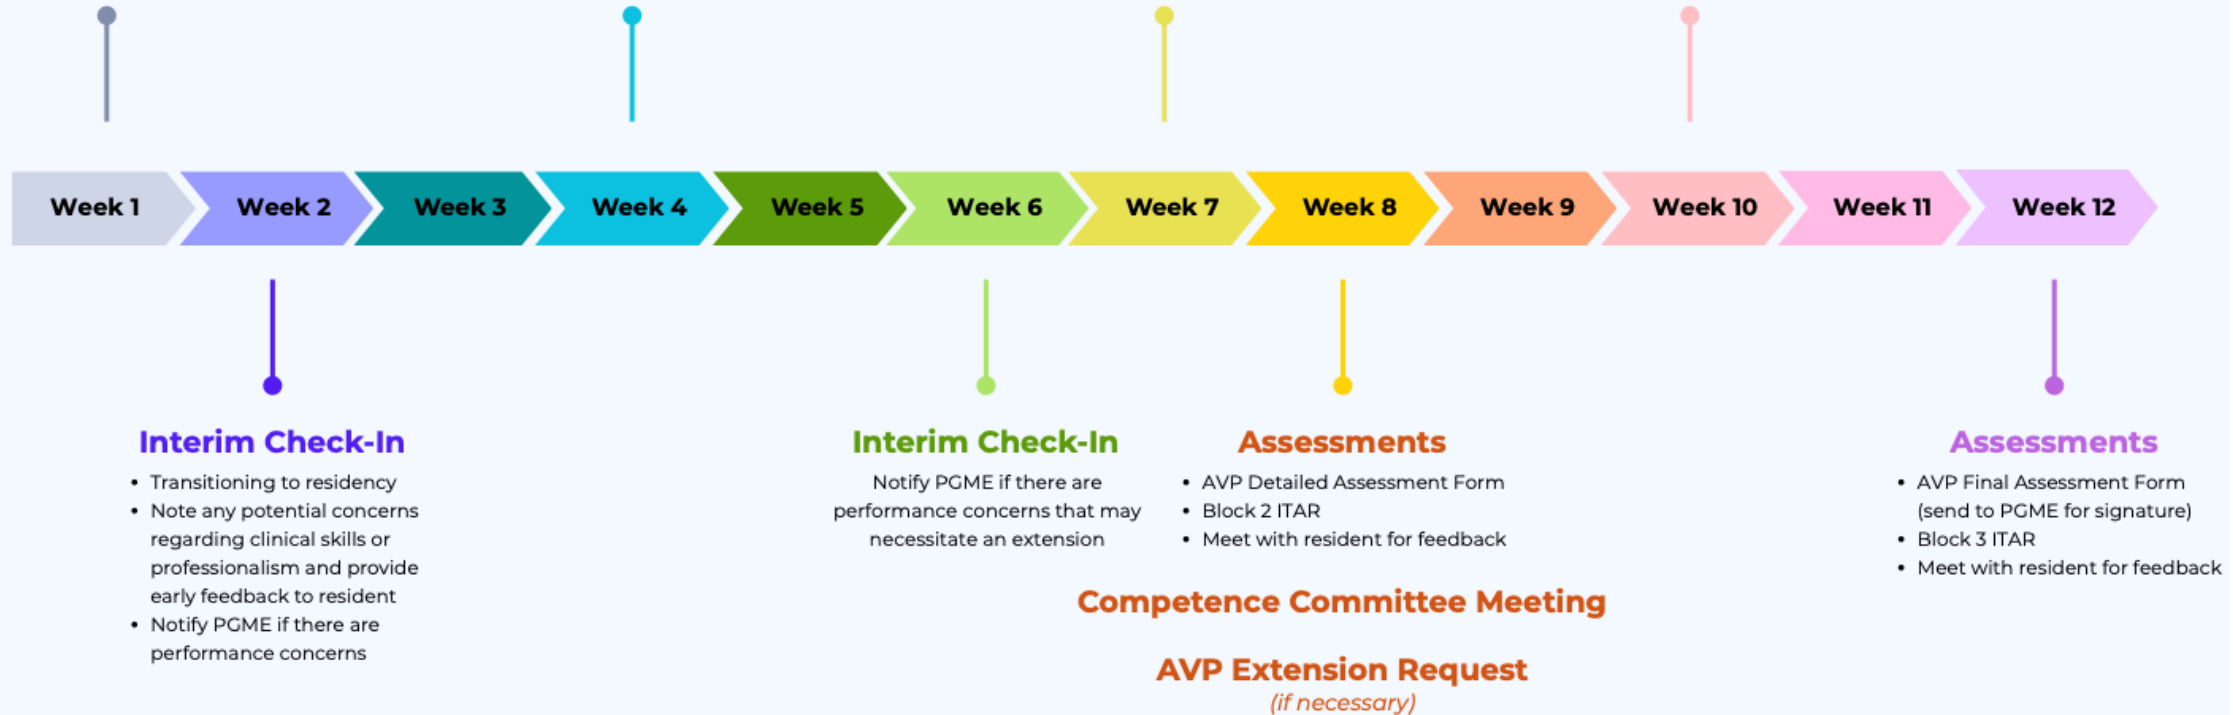 Week 1
Week 2
Week 3
Week 4
Week 5
Week 6
Week 7
Week 8
Week 9
Week 10
Week 11
Week 12
Interim Check-In
• Transitioning to residency
• Note any potential concerns
regarding clinical skills or
professionalism and provide
early feedback to resident
• Notify PGME if there are
performance concerns
Interim Check-In
Notify PGME if there are
performance concerns that may
necessitate an extension
Assessments
• AVP Detailed Assessment Form
• Block 2 ITAR
• Meet with resident for feedback
Competence Committee Meeting
AVP Extension Request
(if necessary)
Assessments
• AVP Final Assessment Form
(send to PGME for signature)
• Block 3 ITAR
• Meet with resident for feedback